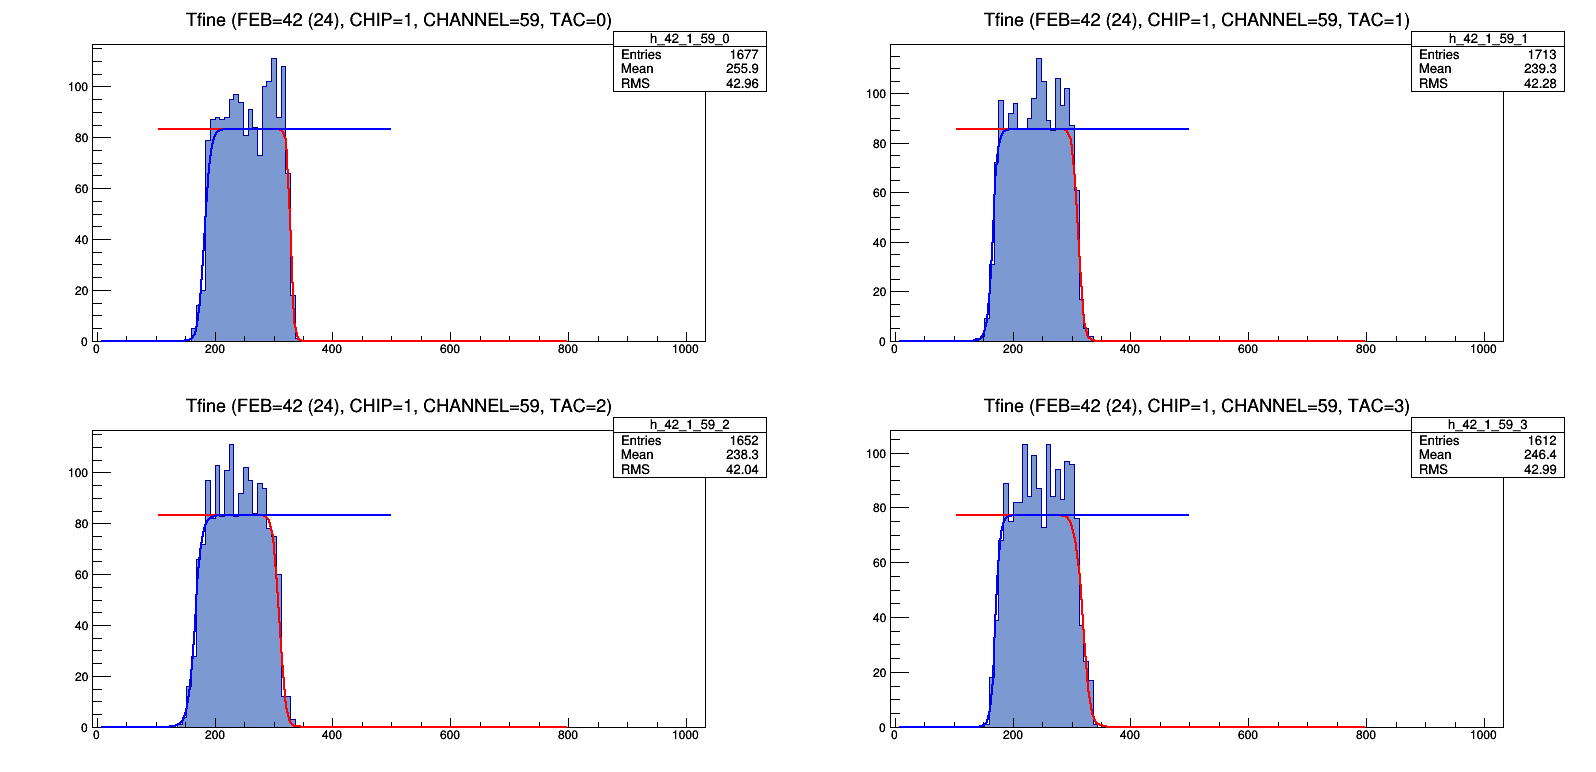 Tfine (FEB=42 (24), CHIP=1, CHANNEL=59, TAC=0)
h_42_1_59_0
Entries 1677
Mean 255.9
RMS 42.96
100
80
60
40
20
0
0 200 400 600 800 1000
Tfine (FEB=42 (24), CHIP=1, CHANNEL=59, TAC=1)
h_42_1_59_1
Entries 1713
Mean 239.3
RMS 42.28
100
80
60
40
20
0
0 200 400 600 800 1000
Tfine (FEB=42 (24), CHIP=1, CHANNEL=59, TAC=2)
h_42_1_59_2
Entries 1652
Mean 238.3
RMS 42.04
100
80
60
40
20
0
0 200 400 600 800 1000
Tfine (FEB=42 (24), CHIP=1, CHANNEL=59, TAC=3)
h_42_1_59_3
Entries 1612
Mean 246.4
RMS 42.99
100
80
60
40
20
0
0 200 400 600 800 1000